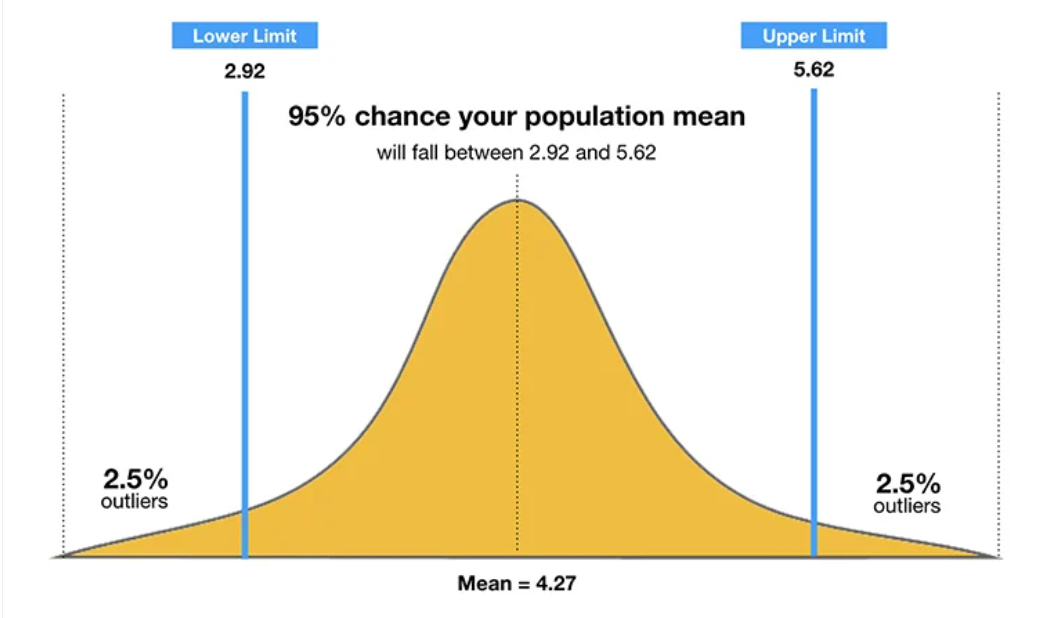 Lower Limit
Upper Limit
2.92
5.62
95% chance your population mean
will fall between 2.92 and 5.62
2.5%
outliers
2.5%
outliers
Mean = 4.27